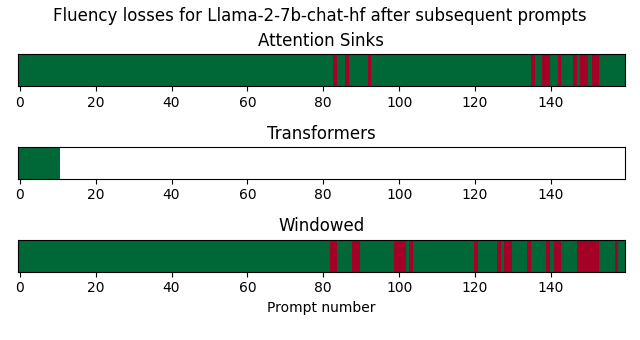 Fluency losses for Llama-2-7b-chat-hf after subsequent prompts
Attention Sinks
0 20 40 60 80 100 120 140
Transformers
0 20 40 60 80 100 120 140
Windowed
0 20 40 60 80 100 120 140
Prompt number